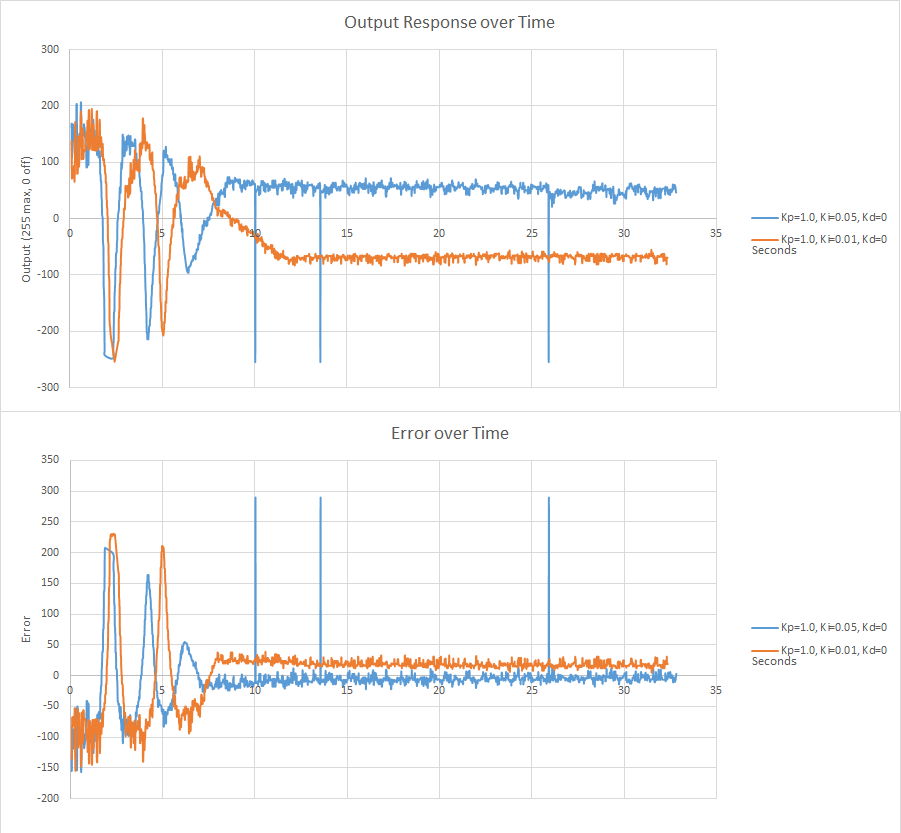 Output Response over Time
300
200
100
0
-100
-200
-300
Output (255 max, 0 off)
0 5 10 15 20 25 30 35
Kp=1.0, Ki=0.05, Kd=0
Kp=1.0, Ki=0.01, Kd=0
Seconds
Error over Time
350
300
250
200
150
100
50
0
-50
-100
-150
-200
Error
0 5 10 15 20 25 30 35
Kp=1.0, Ki=0.05, Kd=0
Kp=1.0, Ki=0.01, Kd=0
Seconds